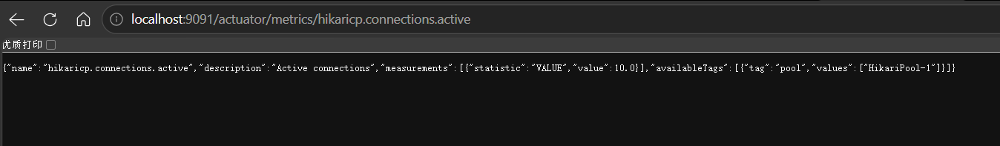 localhost:9091/actuator/metrics/hikaricp.connections.active
优质打印
{"name":"hikaricp.connections.active","description":"Active connections","measurements":[{"statistic":"VALUE","value":10.0}],"availableTags":[{"tag":"pool","values":["HikariPool-1"]}]}